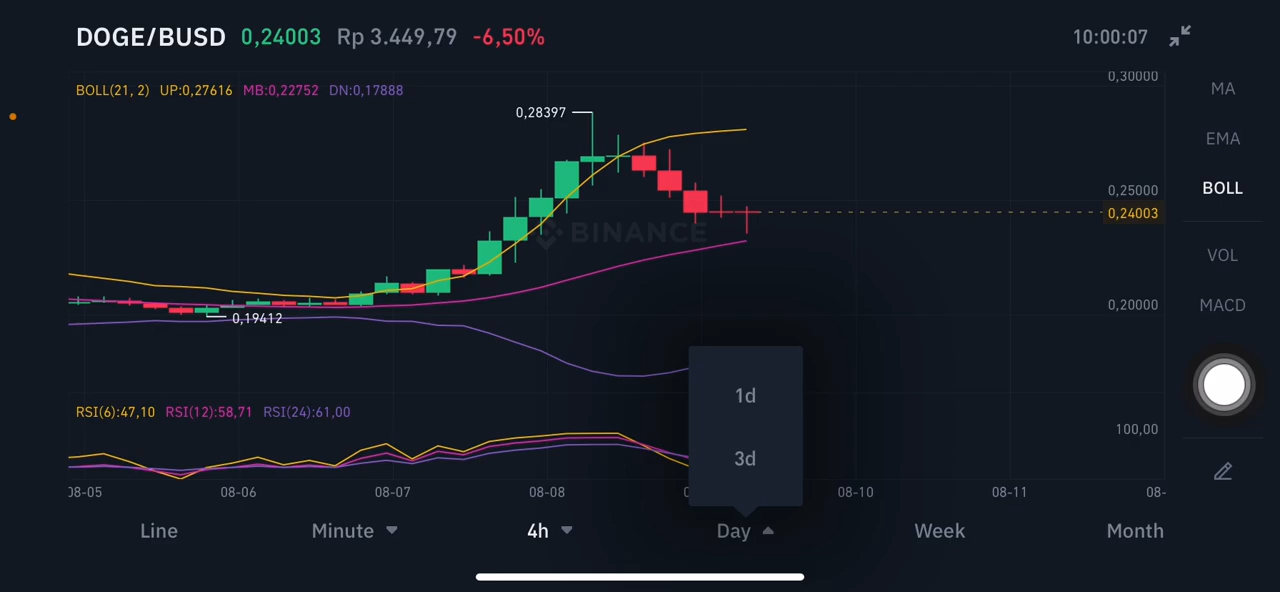 DOGE/BUSD 0,24003 Rp 3.449,79 -6,50% 10:00:07
BOLL(21, 2) UP:0,27616 MB:0,22752 DN:0,17888
0,30000
MA
0,28397
EMA
BOLL
0,25000
0,24003
BINANCE
VOL
0,20000
MACD
0,19412
1d
RSI(6):47,10 RSI(12):58,71 RSI(24):61,00
100,00
3d
08-05 08-06 08-07 08-08 08-10 08-11 08-
Line Minute 4h Day Week Month